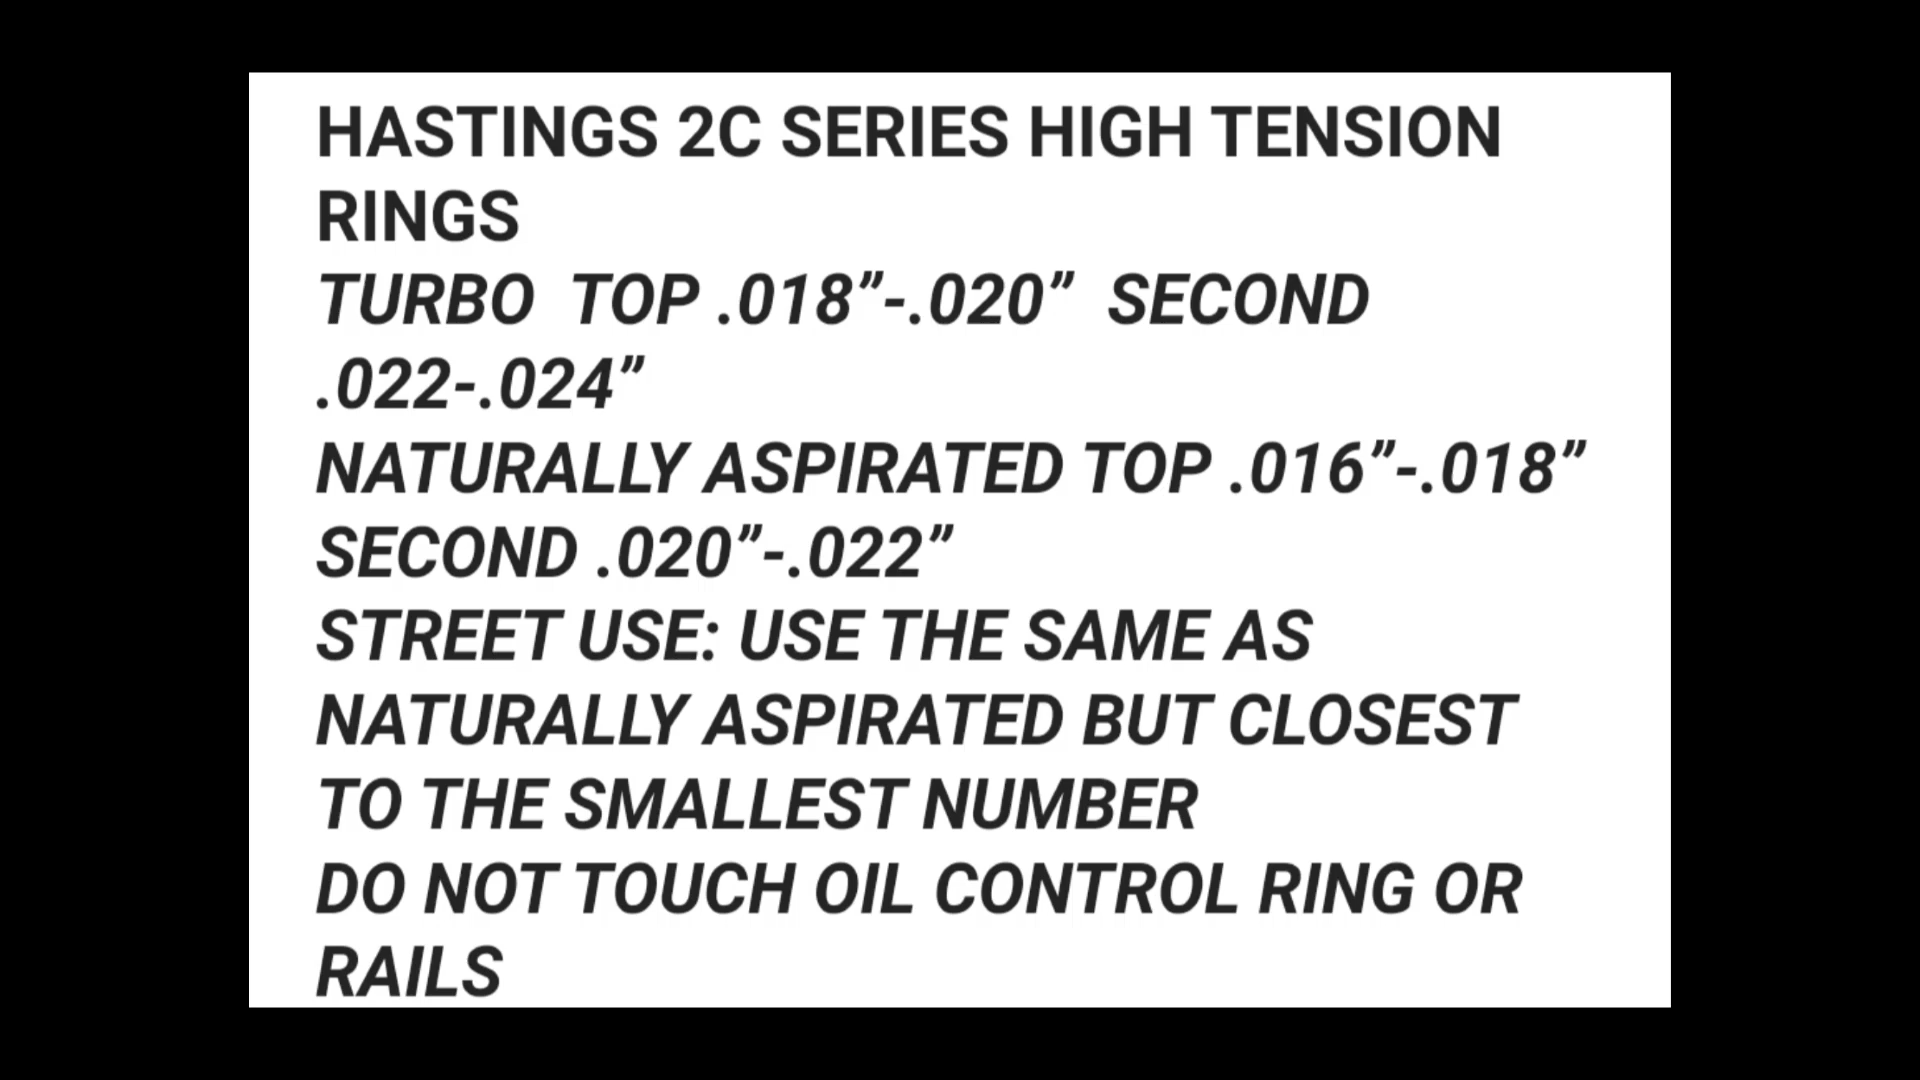 HASTINGS 2C SERIES HIGH TENSION
RINGS
TURBO  TOP .018”-.020”  SECOND
.022-.024”
NATURALLY ASPIRATED TOP .016”-.018”
SECOND .020”-.022”
STREET USE: USE THE SAME AS
NATURALLY ASPIRATED BUT CLOSEST
TO THE SMALLEST NUMBER
DO NOT TOUCH OIL CONTROL RING OR
RAILS